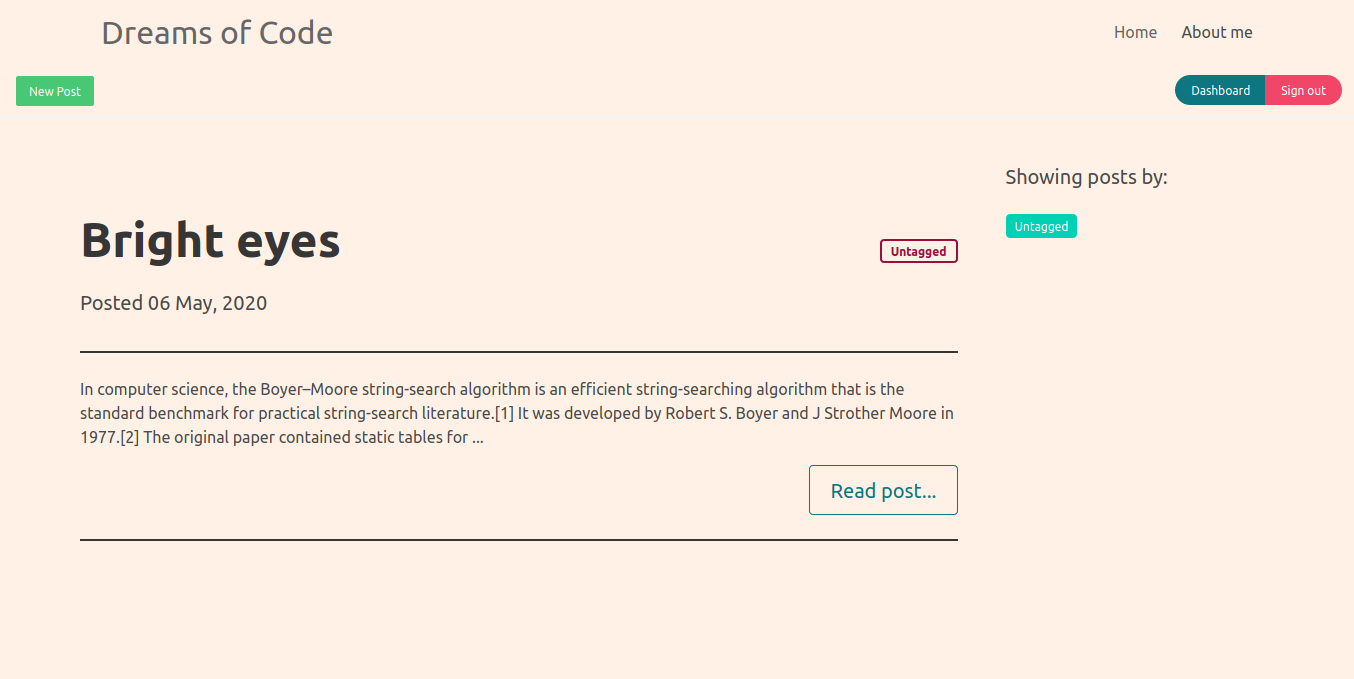 Dreams of Code
Home
About me
New Post
Dashboard
Sign out
Showing posts by:
Untagged
Bright eyes
Untagged
Posted 06 May, 2020
In computer science, the Boyer–Moore string-search algorithm is an efficient string-searching algorithm that is the
standard benchmark for practical string-search literature.[1] It was developed by Robert S. Boyer and J Strother Moore in
1977.[2] The original paper contained static tables for ...
Read post...